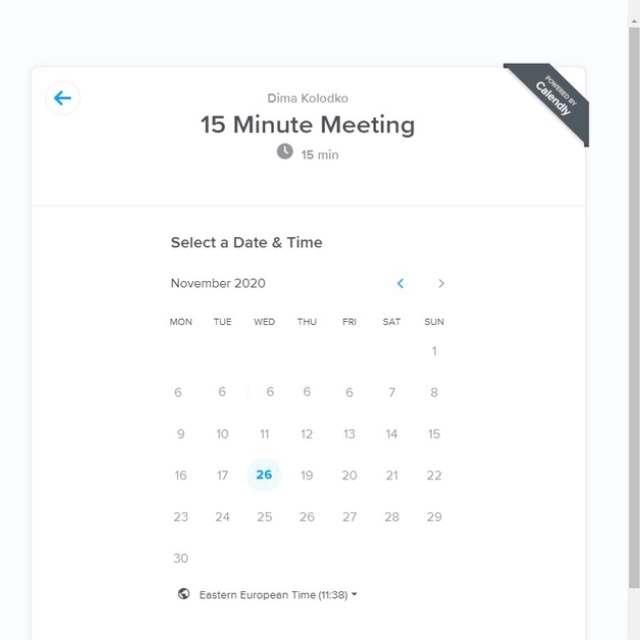 POWERED BY
Calendly
Dima Kolodko
15 Minute Meeting
15 min
Select a Date & Time
November 2020
MON TUE WED THU FRI SAT SUN
1
6 6 6 6 6 7 8
9 10 11 12 13 14 15
16 17 26 19 20 21 22
23 24 25 26 27 28 29
30
Eastern European Time (11:38)